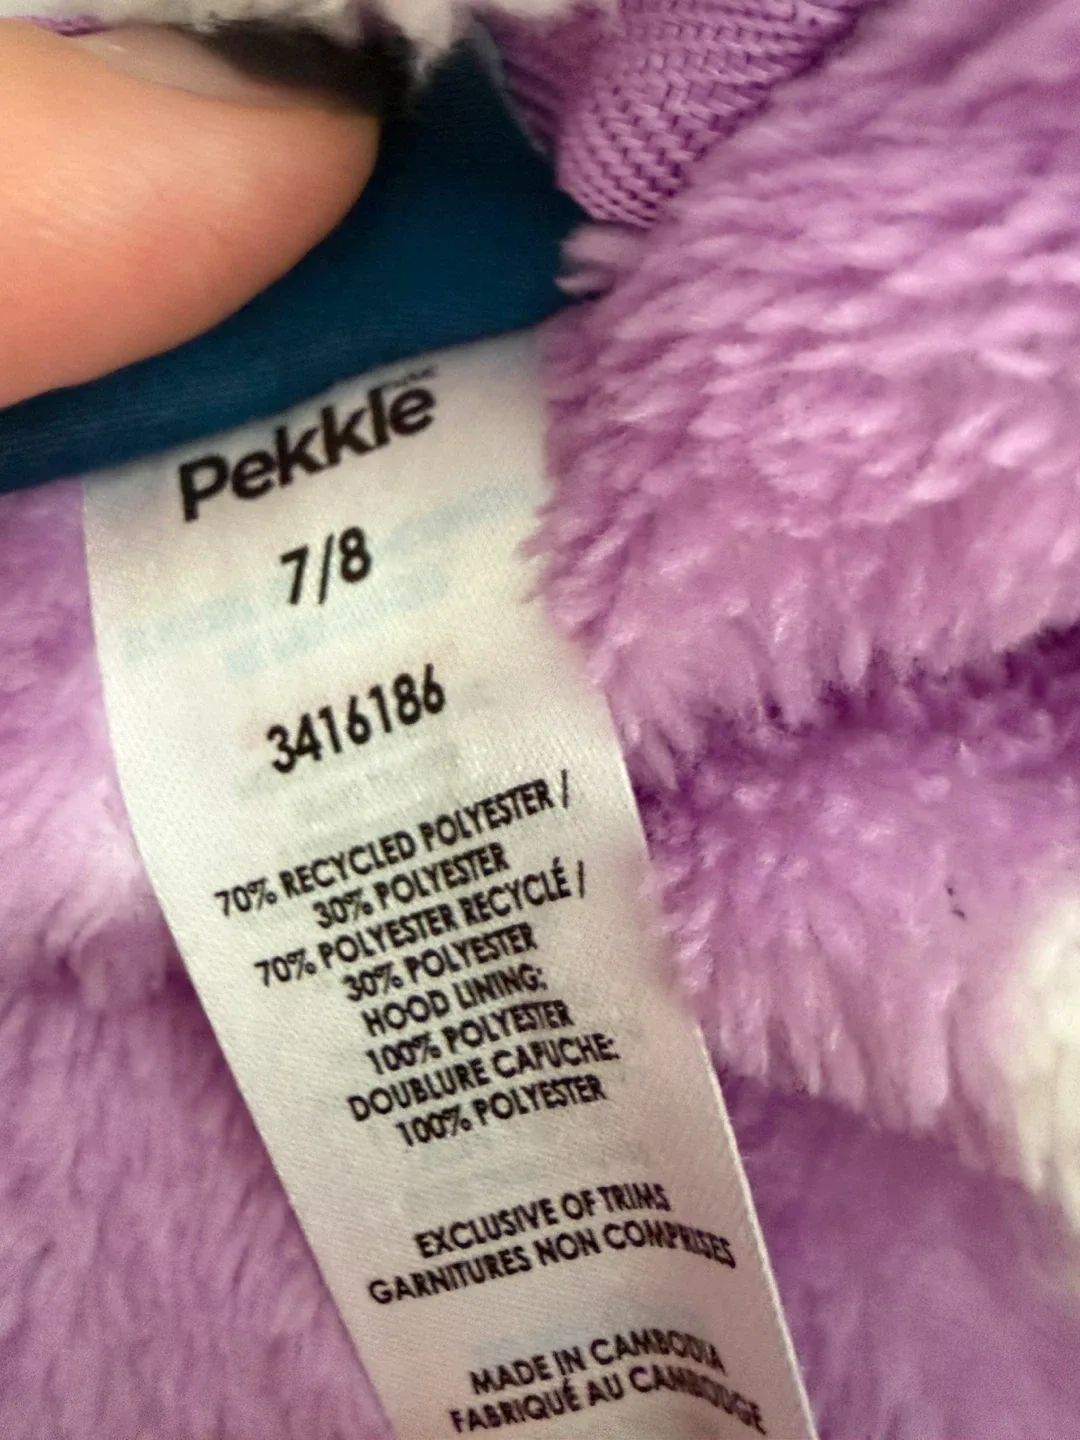 Pekkle
7/8
3416186
70% RECYCLED POLYESTER /
30% POLYESTER
70% POLYESTER RECYCLÉ /
30% POLYESTER
HOOD LINING:
100% POLYESTER
DOUBLURE CAPUCHE:
100% POLYESTER
EXCLUSIVE OF TRIMS
GARNITURES NON COMPRISES
MADE IN CAMBODIA
FABRIQUÉ AU CAMBODGE